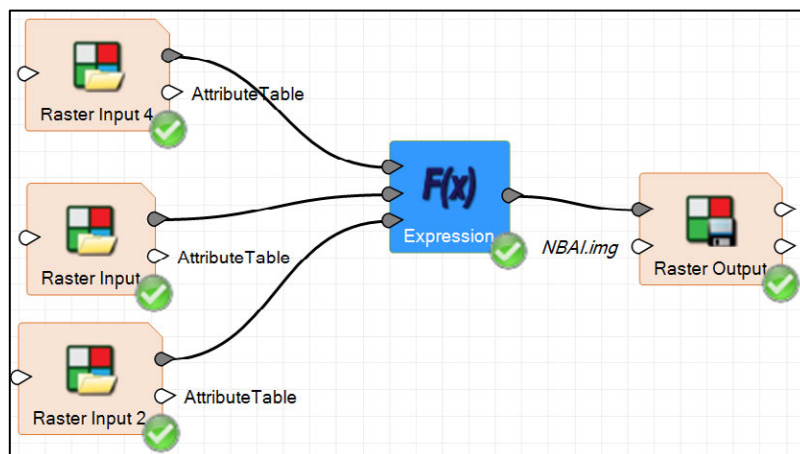 Raster Input 4
AttributeTable
Raster Input
AttributeTable
Raster Input 2
AttributeTable
F(x)
Expression
NBAI.img
Raster Output